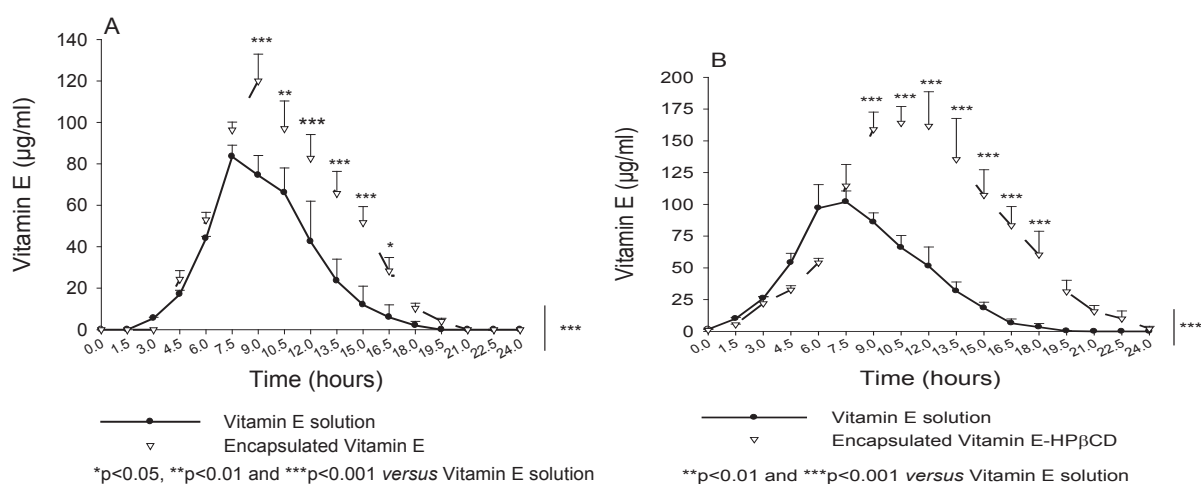 A
Vitamin E (µg/ml)
140
120
100
80
60
40
20
0
***
**
***
***
***
*
***
0.0 1.5 3.0 4.5 6.0 7.5 9.0 10.5 12.0 13.5 15.0 16.5 18.0 19.5 21.0 22.5 24.0
Time (hours)
Vitamin E solution
Encapsulated Vitamin E
*p<0.05, **p<0.01 and ***p<0.001 versus Vitamin E solution
B
Vitamin E (µg/ml)
200
175
150
125
100
75
50
25
0
***
***
***
***
***
***
***
***
0.0 1.5 3.0 4.5 6.0 7.5 9.0 10.5 12.0 13.5 15.0 16.5 18.0 19.5 21.0 22.5 24.0
Time (hours)
Vitamin E solution
Encapsulated Vitamin E-HPβCD
**p<0.01 and ***p<0.001 versus Vitamin E solution